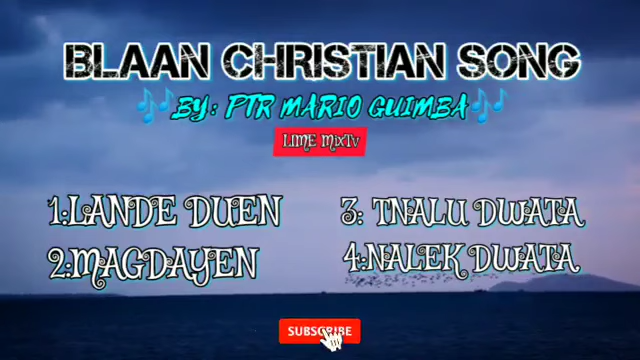 BLAAN CHRISTIAN SONG
BY: PTR MARIO GUIMBA
LIME MixTv
1:LANDE DUEN
2:MAGDAYEN
3: TNALU DWATA
4:NALEK DWATA
SUBSCRIBE